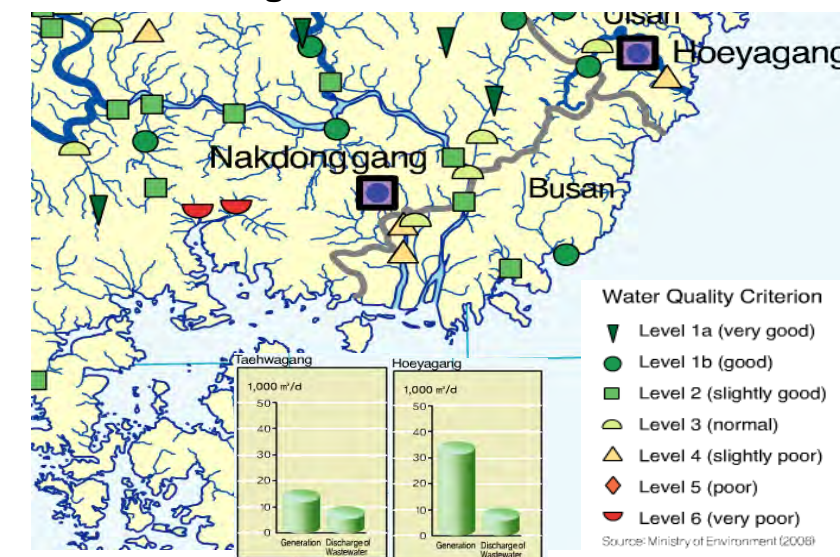 Ulsan
Hoeyagang
Nakdonggang
Busan
Water Quality Criterion
Level 1a (very good)
Level 1b (good)
Level 2 (slightly good)
Level 3 (normal)
Level 4 (slightly poor)
Level 5 (poor)
Level 6 (very poor)
Source: Ministry of Environment (2008)
Taehwagang
1,000 m³/d
50
40
30
20
10
0
Generation Discharge of
Wastewater
Hoeyagang
1,000 m³/d
50
40
30
20
10
0
Generation Discharge of
Wastewater